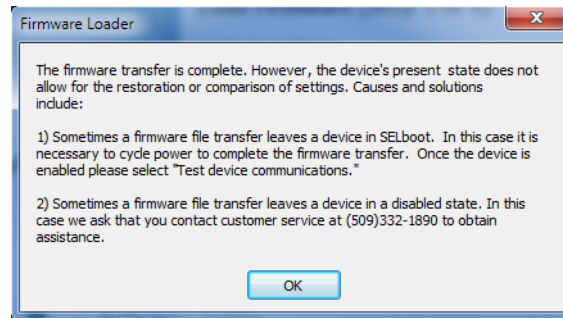 Firmware Loader
The firmware transfer is complete. However, the device's present state does not
allow for the restoration or comparison of settings. Causes and solutions
include:
1) Sometimes a firmware file transfer leaves a device in SELboot. In this case it is
necessary to cycle power to complete the firmware transfer. Once the device is
enabled please select "Test device communications."
2) Sometimes a firmware file transfer leaves a device in a disabled state. In this
case we ask that you contact customer service at (509)332-1890 to obtain
assistance.
OK